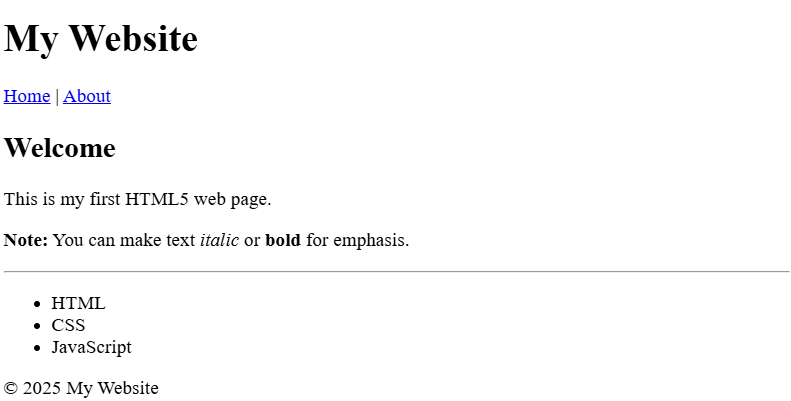 My Website
Home | About
Welcome
This is my first HTML5 web page.
Note: You can make text italic or bold for emphasis.
• HTML
• CSS
• JavaScript
© 2025 My Website